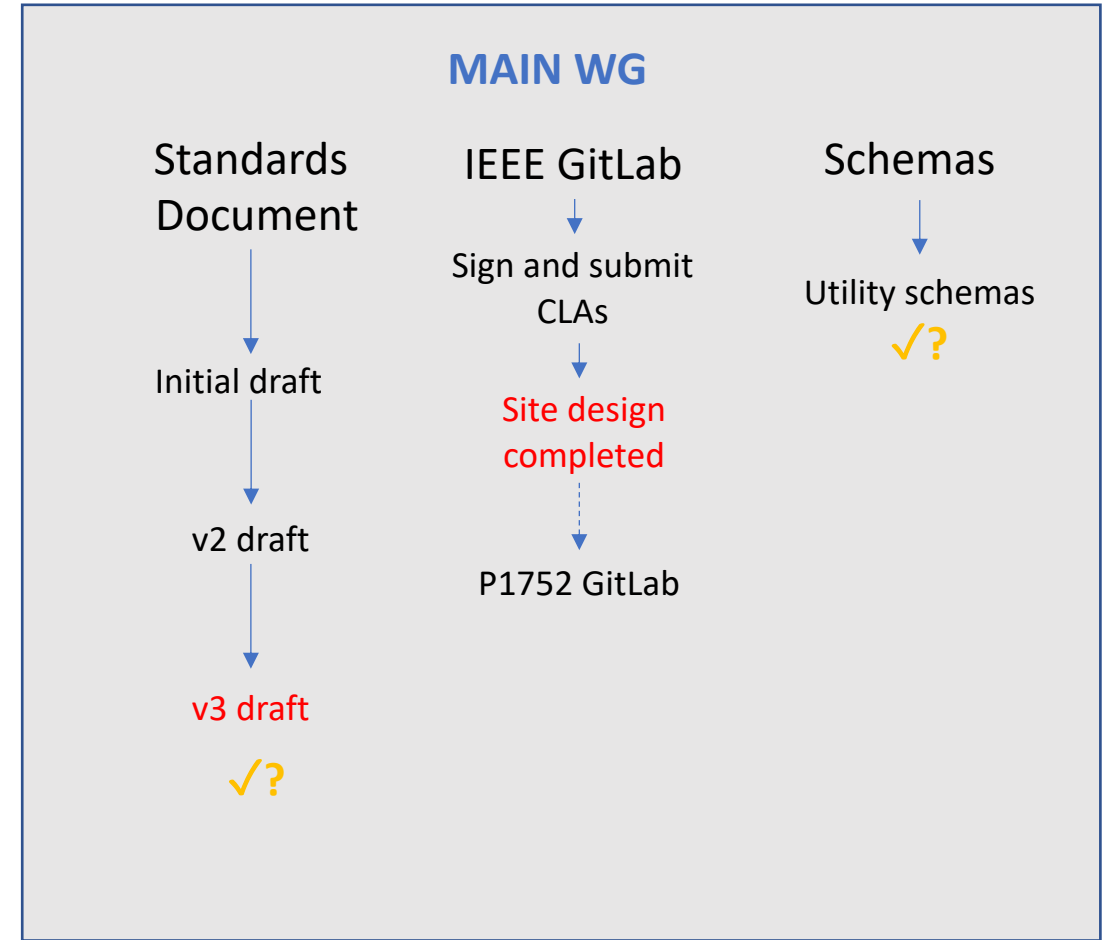 MAIN WG
Standards
Document
Initial draft
v2 draft
v3 draft
✓?
IEEE GitLab
Sign and submit
CLAs
Site design
completed
P1752 GitLab
Schemas
Utility schemas
✓?